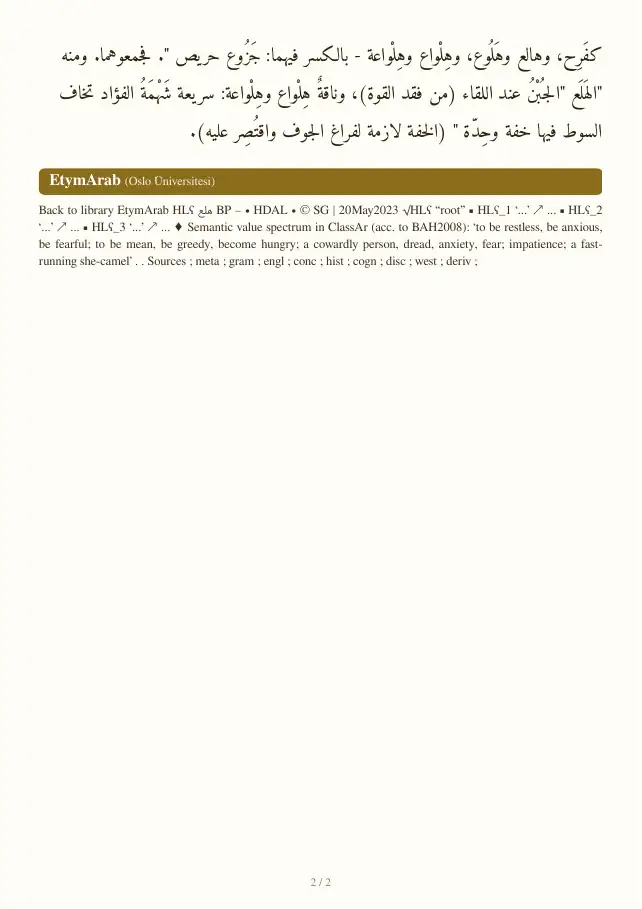 كفَرِح، وهالع وهَلُوع، وهِلْواع وهِلْواعة - بالكسر فيهما: جَزُوع حريص ". فجمعوهما. ومنه
"الهَلَع "الجُبْنُ عند اللقاء (من فقد القوة)، وناقةٌ هِلْواع وهِلْواعة: سريعة شَهْمَةُ الفؤاد تخاف
السوط فيها خفة وحِدّة " (الخفة لازمة لفراغ الجوف واقتُصِر عليه).
EtymArab (Oslo Üniversitesi)
Back to library EtymArab HLʕ هلع BP – • HDAL • © SG | 20May2023 √HLʕ “root” ▪ HLʕ_1 ‘...’ ↗ ... ▪ HLʕ_2
‘...’ ↗ ... ▪ HLʕ_3 ‘...’ ↗ ... ♦ Semantic value spectrum in ClassAr (acc. to BAH2008): ‘to be restless, be anxious,
be fearful; to be mean, be greedy, become hungry; a cowardly person, dread, anxiety, fear; impatience; a fast-
running she-camel’ . . Sources ; meta ; gram ; engl ; conc ; hist ; cogn ; disc ; west ; deriv ;
2 / 2